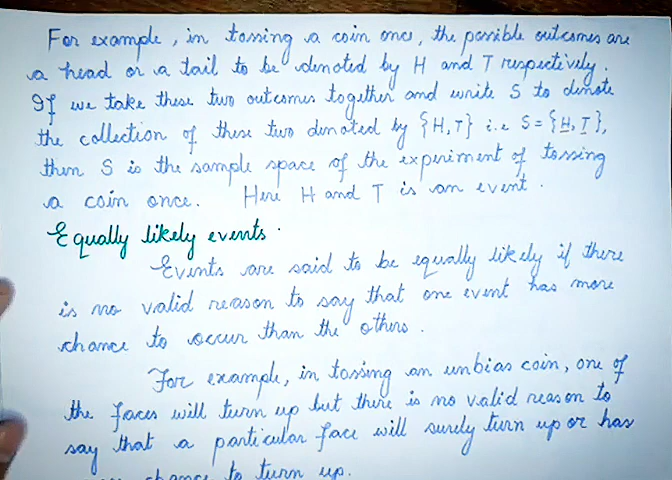 For example, in tossing a coin once, the possible outcomes are
a head or a tail to be denoted by H and T respectively.
If we take these two outcomes together and write S to denote
the collection of these two denoted by {H,T} i.e S={H,T},
then S is the sample space of the experiment of tossing
a coin once. Here H and T is an event.
Equally likely events.
Events are said to be equally likely if there
is no valid reason to say that one event has more
chance to occur than the others.
For example, in tossing an unbias coin, one of
the faces will turn up but there is no valid reason to
say that a particular face will surely turn up or has
chance to turn up.